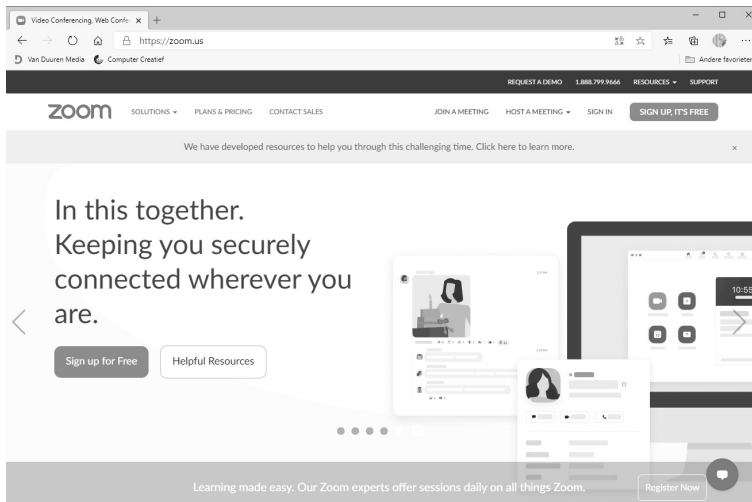 Video Conferencing, Web Confer
https://zoom.us
Van Duuren Media Computer Creatief Andere favorieten
REQUEST A DEMO 1.888.799.9666 RESOURCES SUPPORT
zoom SOLUTIONS PLANS & PRICING CONTACT SALES JOIN A MEETING HOST A MEETING SIGN IN SIGN UP, IT'S FREE
We have developed resources to help you through this challenging time. Click here to learn more.
In this together.
Keeping you securely
connected wherever you
are.
10:55
Sign up for Free Helpful Resources
Learning made easy. Our Zoom experts offer sessions daily on all things Zoom. Register Now